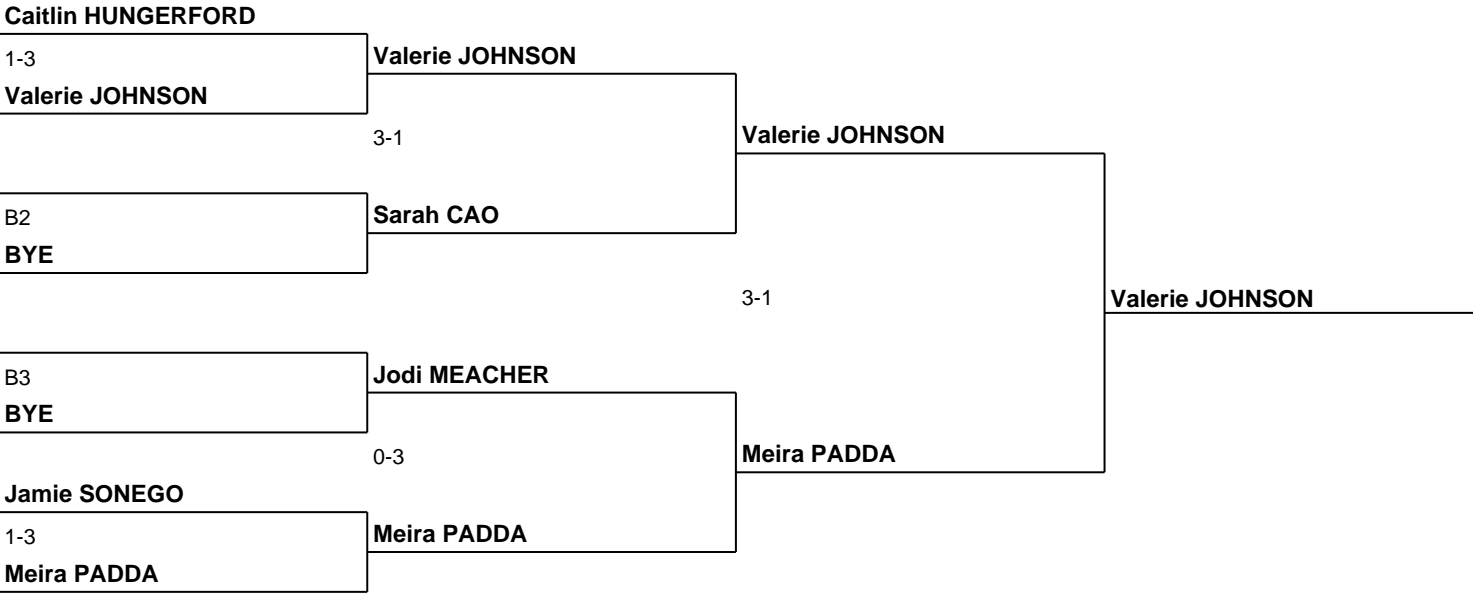 Caitlin HUNGERFORD
1-3
Valerie JOHNSON
Valerie JOHNSON
3-1
Valerie JOHNSON
B2
BYE
Sarah CAO
3-1
Valerie JOHNSON
B3
BYE
Jodi MEACHER
0-3
Meira PADDA
Jamie SONEGO
1-3
Meira PADDA
Meira PADDA